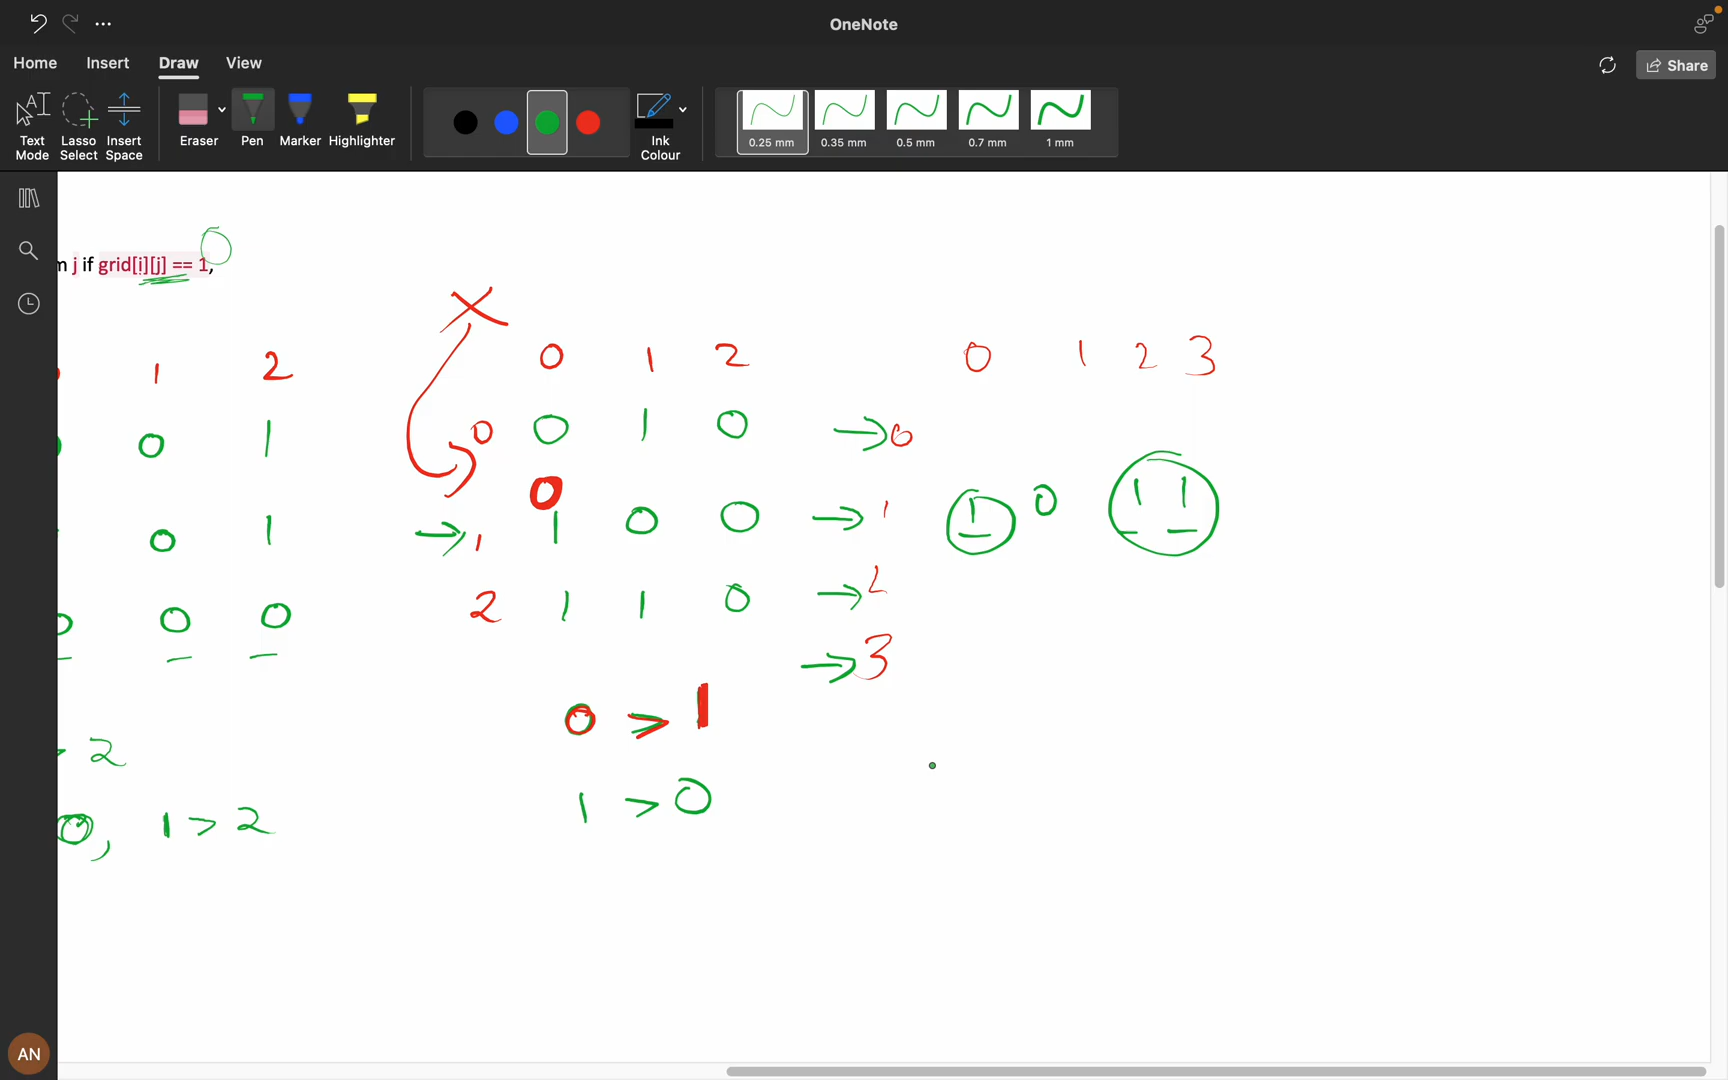 OneNote
Home Insert Draw View Share
Text Mode Lasso Select Insert Space Eraser Pen Marker Highlighter Ink Colour 0.25 mm 0.35 mm 0.5 mm 0.7 mm 1 mm
m j if grid[i][j] == 1, 0
X
1 2 0 1 2 0 1 2 3
0 1 0 0 1 0 → 0
0
0 1 → 1 1 0 0 → 1 1 0 1 1
0 0 0 2 1 1 0 → 2
→ 3
0 > 1
2
0, 1 > 2 1 > 0
AN